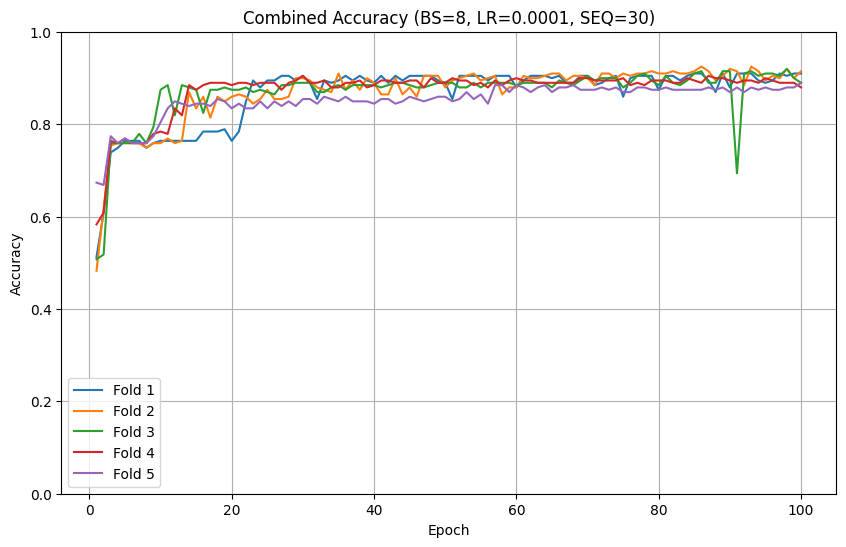 Combined Accuracy (BS=8, LR=0.0001, SEQ=30)
Accuracy
1.0
0.8
0.6
0.4
0.2
0.0
Fold 1
Fold 2
Fold 3
Fold 4
Fold 5
0 20 40 60 80 100
Epoch